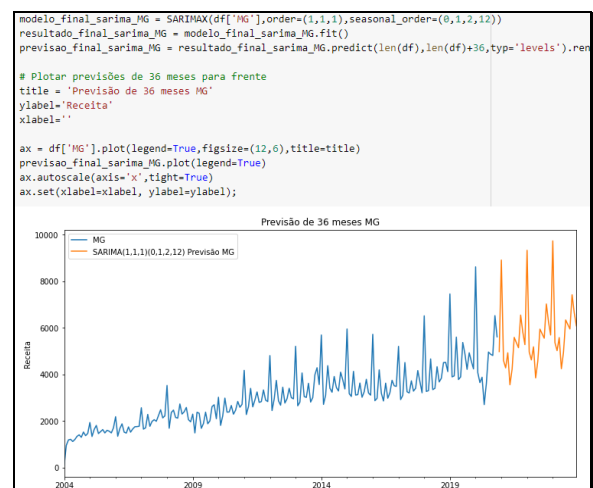 modelo_final_sarima_MG = SARIMAX(df['MG'],order=(1,1,1),seasonal_order=(0,1,2,12))
resultado_final_sarima_MG = modelo_final_sarima_MG.fit()
previsao_final_sarima_MG = resultado_final_sarima_MG.predict(len(df),len(df)+36,typ='levels').ren
# Plotar previsões de 36 meses para frente
title = 'Previsão de 36 meses MG'
ylabel='Receita'
xlabel=''
ax = df['MG'].plot(legend=True,figsize=(12,6),title=title)
previsao_final_sarima_MG.plot(legend=True)
ax.autoscale(axis='x',tight=True)
ax.set(xlabel=xlabel, ylabel=ylabel);
Previsão de 36 meses MG
MG
SARIMA(1,1,1)(0,1,2,12) Previsão MG
10000
8000
6000
4000
2000
0
Receita
2004 2009 2014 2019